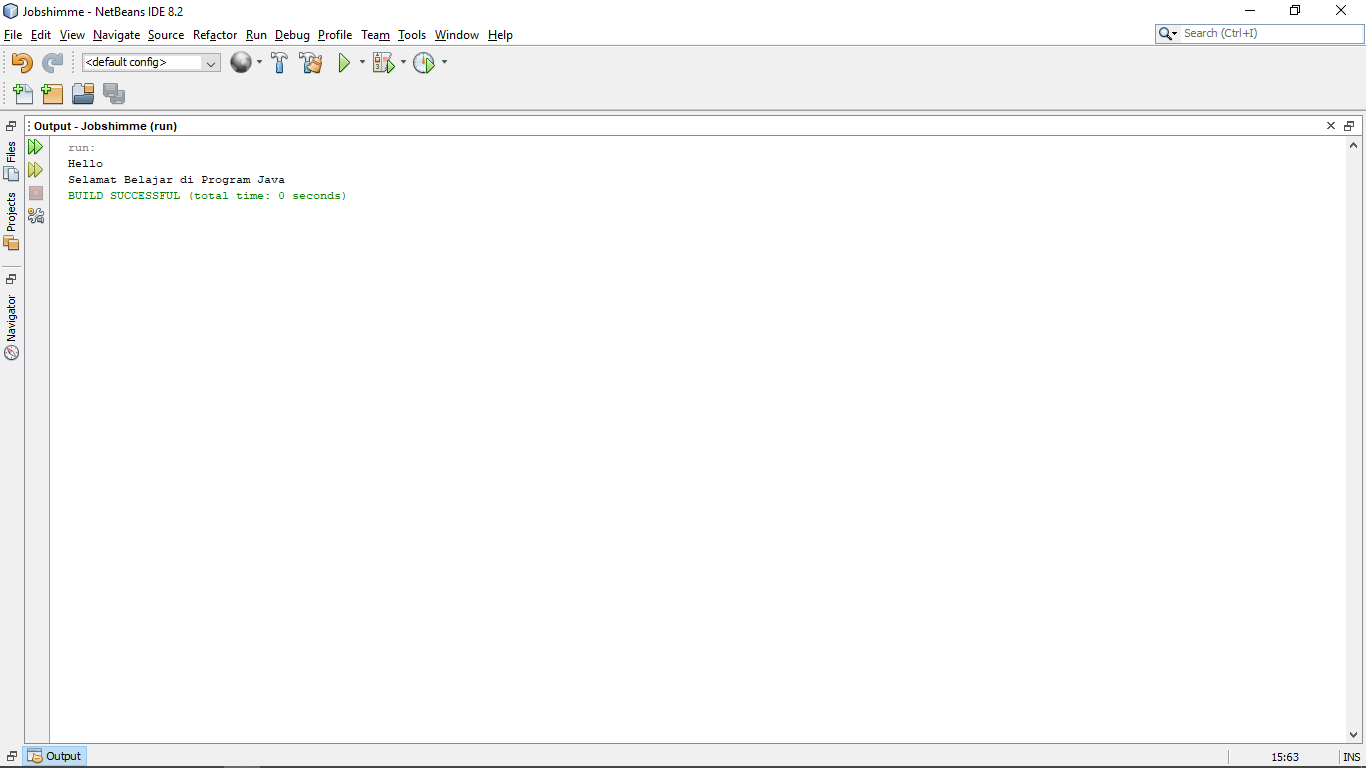 Jobshimme - NetBeans IDE 8.2
File Edit View Navigate Source Refactor Run Debug Profile Team Tools Window Help
Search (Ctrl+I)
<default config>
Output - Jobshimme (run)
Files
Projects
Navigator
run:
Hello
Selamat Belajar di Program Java
BUILD SUCCESSFUL (total time: 0 seconds)
Output
15:63
INS